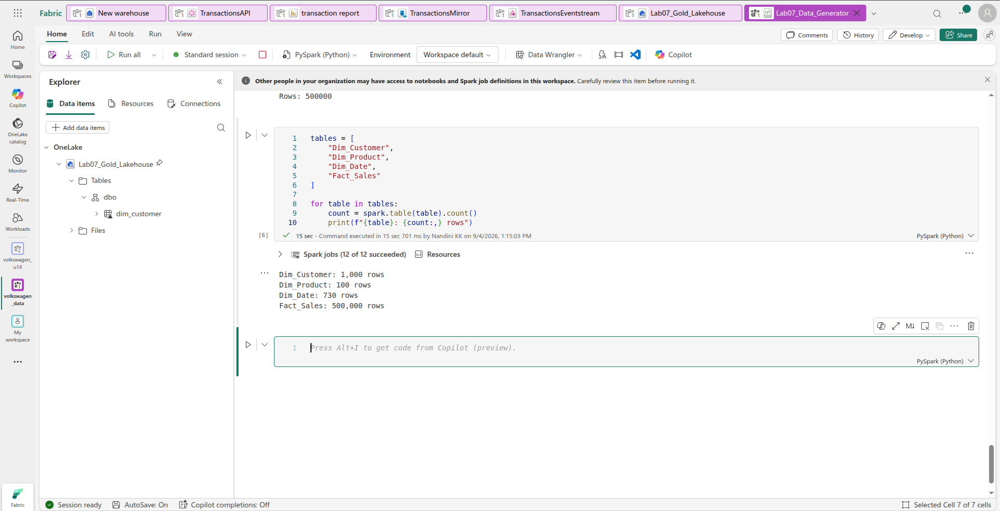 Fabric
New warehouse
TransactionsAPI
transaction report
TransactionsMirror
TransactionsEventstream
Lab07_Gold_Lakehouse
Lab07_Data_Generator
Home
Edit
AI tools
Run
View
Comments
History
Develop
Share
Run all
Standard session
PySpark (Python)
Environment
Workspace default
Data Wrangler
Copilot
Home
Workspaces
Copilot
OneLake
catalog
Monitor
Real-Time
Workloads
volkswagen_
u14
volkswagen
_data
My
workspace
Fabric
Explorer
Data items
Resources
Connections
Add data items
OneLake
Lab07_Gold_Lakehouse
Tables
dbo
dim_customer
Files
Other people in your organization may have access to notebooks and Spark job definitions in this workspace. Carefully review this item before running it.
Rows: 500000
1 tables = [
2 "Dim_Customer",
3 "Dim_Product",
4 "Dim_Date",
5 "Fact_Sales"
6 ]
7
8 for table in tables:
9 count = spark.table(table).count()
10 print(f"{table}: {count:,} rows")
[6] 15 sec - Command executed in 15 sec 701 ms by Nandini KK on 9/4/2026, 1:15:03 PM PySpark (Python)
Spark jobs (12 of 12 succeeded) Resources
Dim_Customer: 1,000 rows
Dim_Product: 100 rows
Dim_Date: 730 rows
Fact_Sales: 500,000 rows
M↓
1 Press Alt+I to get code from Copilot (preview).
PySpark (Python)
Session ready
AutoSave: On
Copilot completions: Off
Selected Cell 7 of 7 cells